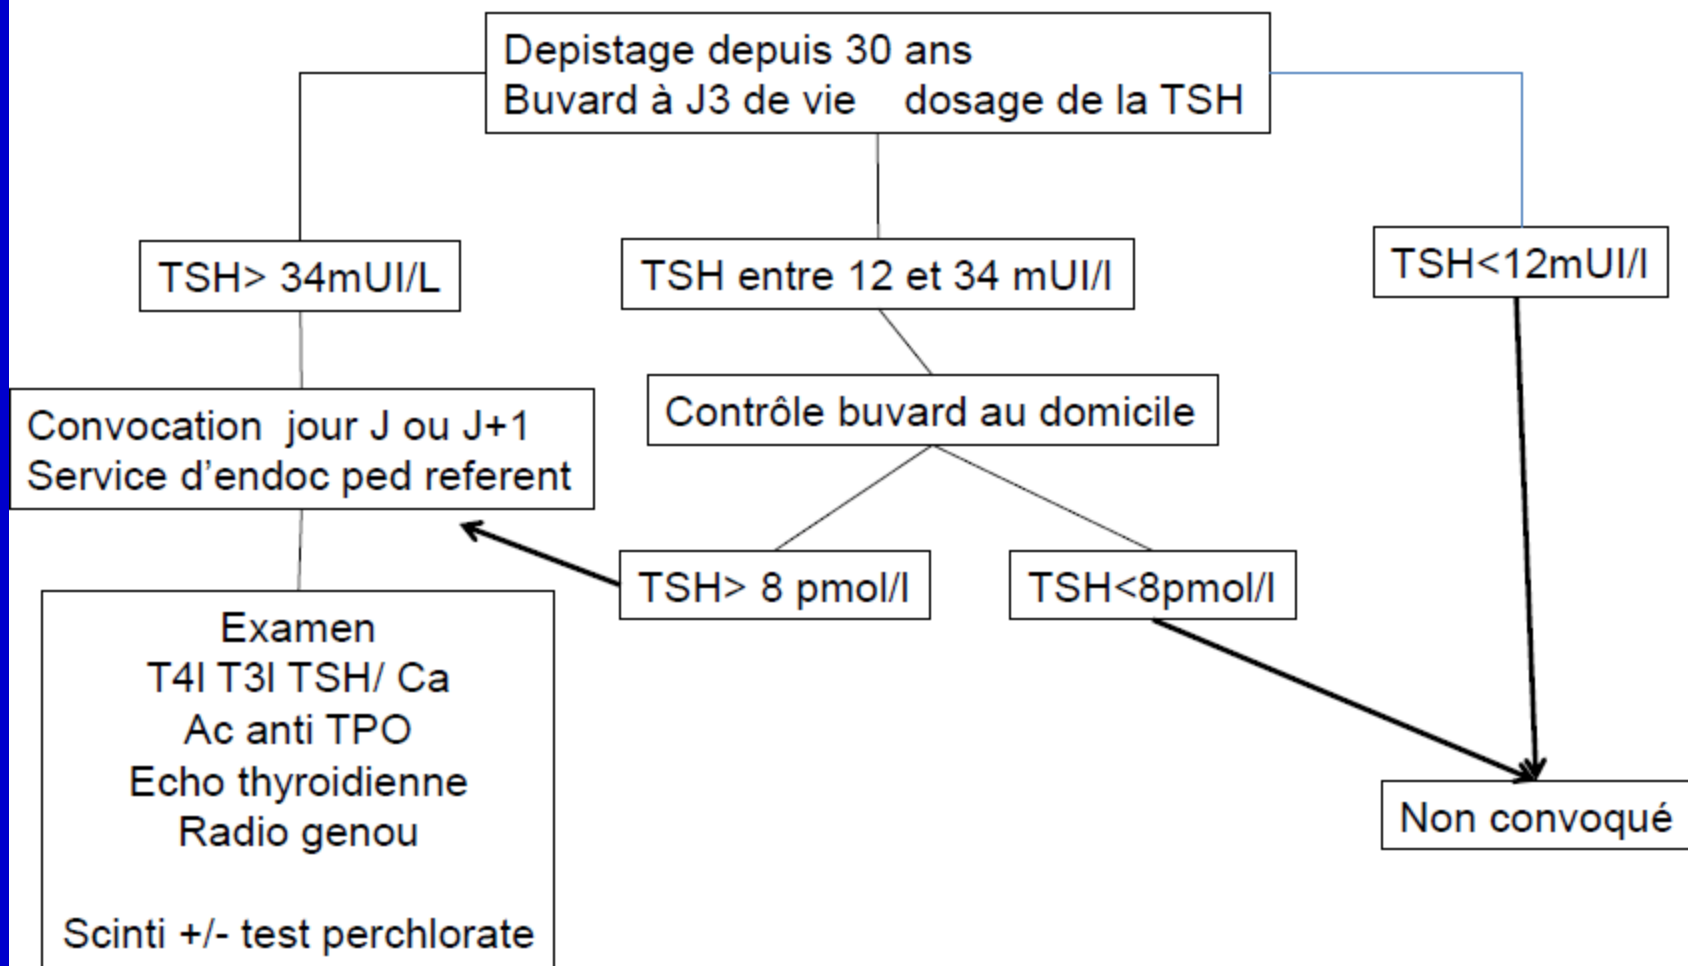 Depistage depuis 30 ans
Buvard à J3 de vie dosage de la TSH
TSH> 34mUI/L
TSH entre 12 et 34 mUI/l
TSH<12mUI/l
Convocation jour J ou J+1
Service d'endoc ped referent
Contrôle buvard au domicile
TSH> 8 pmol/l
TSH<8pmol/l
Examen
T4l T3l TSH/ Ca
Ac anti TPO
Echo thyroidienne
Radio genou
Scinti +/- test perchlorate
Non convoqué